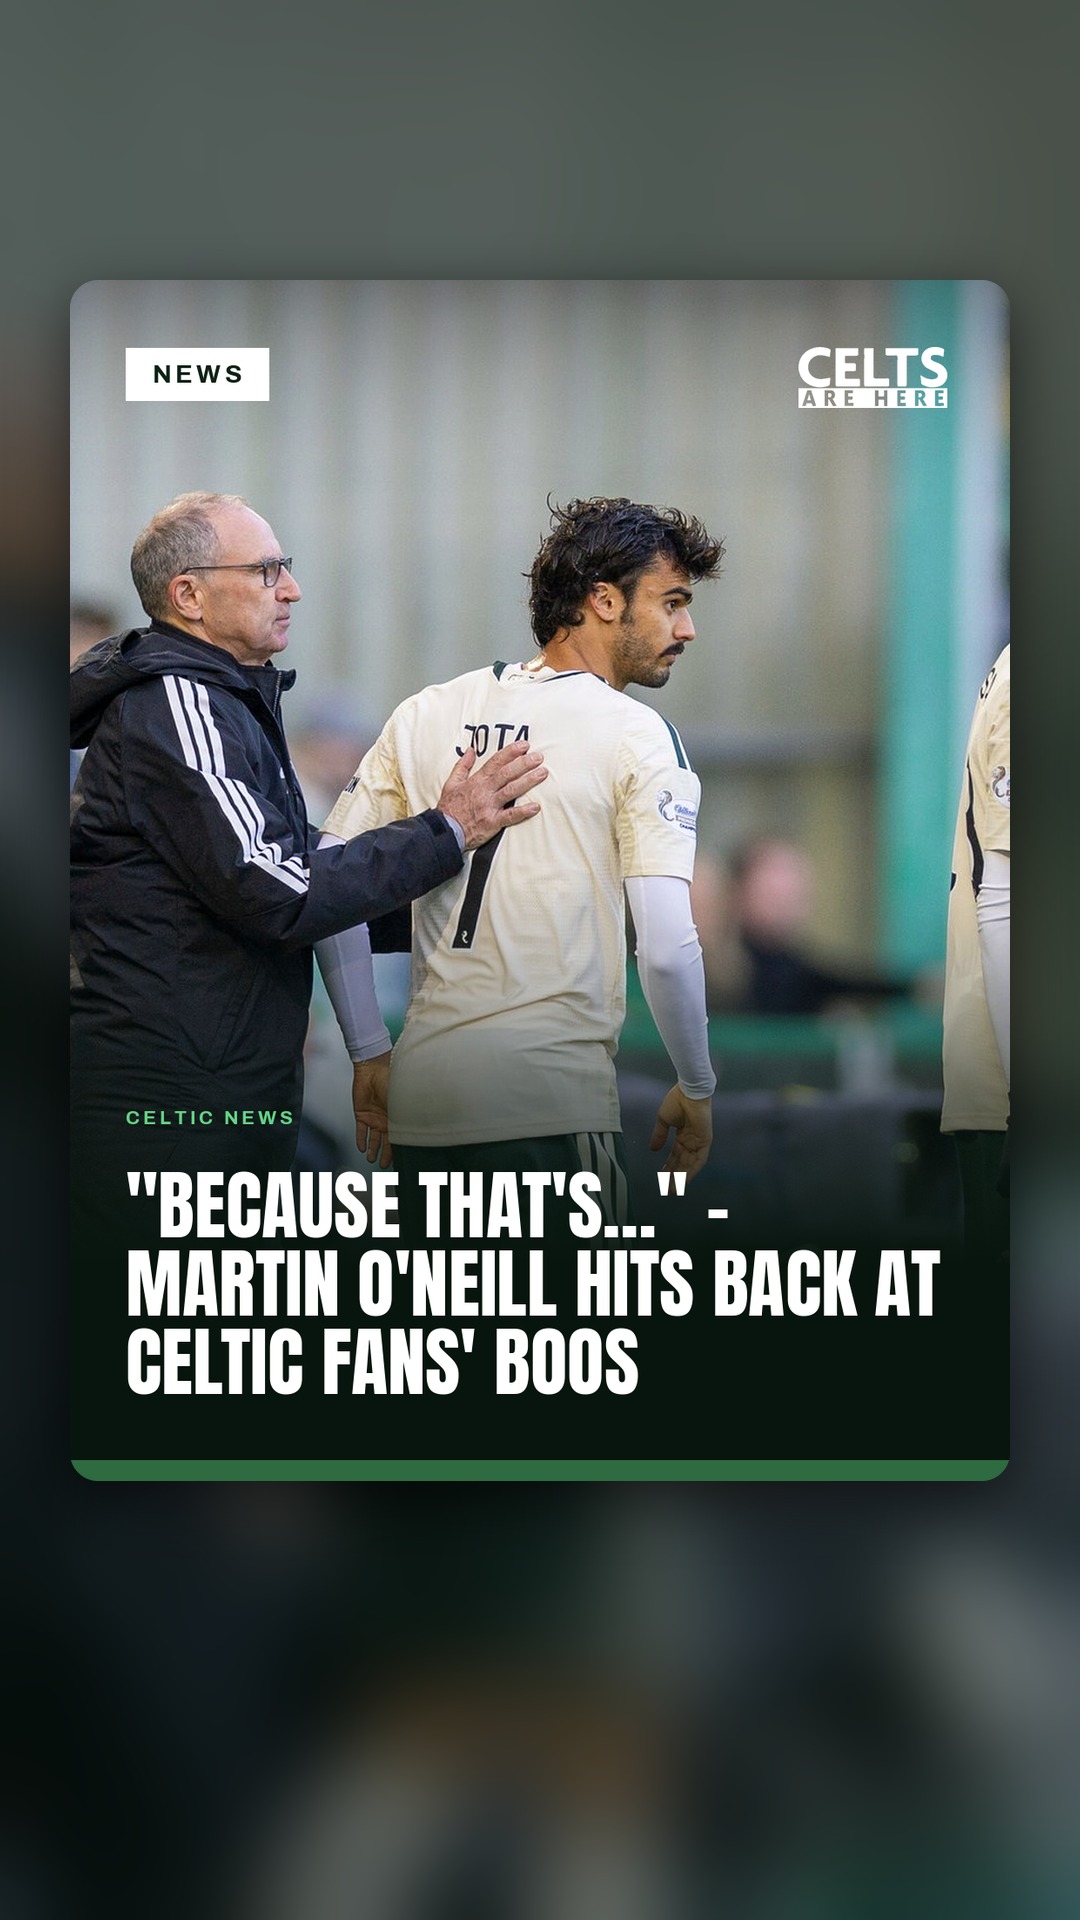 NEWS
CELTS
ARE HERE
JOTA
7
CELTIC NEWS
"BECAUSE THAT'S..." -
MARTIN O'NEILL HITS BACK AT
CELTIC FANS' BOOS